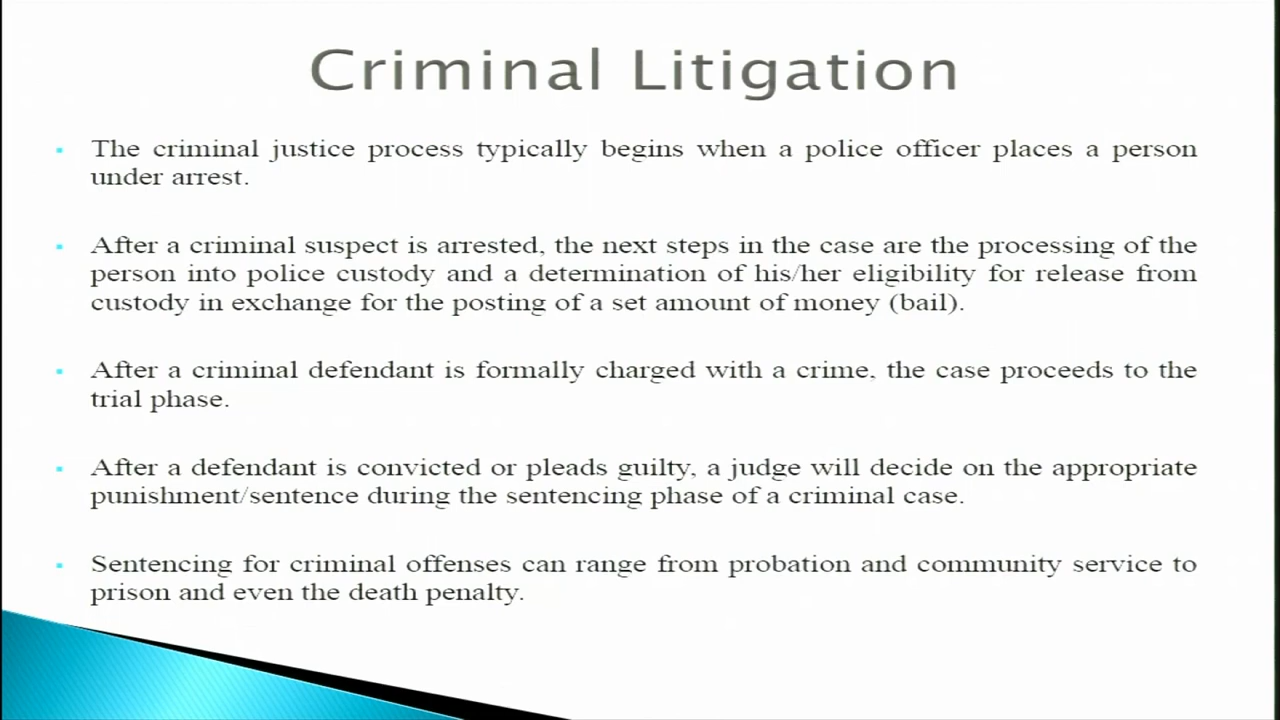 Criminal Litigation
The criminal justice process typically begins when a police officer places a person
under arrest.
After a criminal suspect is arrested, the next steps in the case are the processing of the
person into police custody and a determination of his/her eligibility for release from
custody in exchange for the posting of a set amount of money (bail).
After a criminal defendant is formally charged with a crime, the case proceeds to the
trial phase.
After a defendant is convicted or pleads guilty, a judge will decide on the appropriate
punishment/sentence during the sentencing phase of a criminal case.
Sentencing for criminal offenses can range from probation and community service to
prison and even the death penalty.